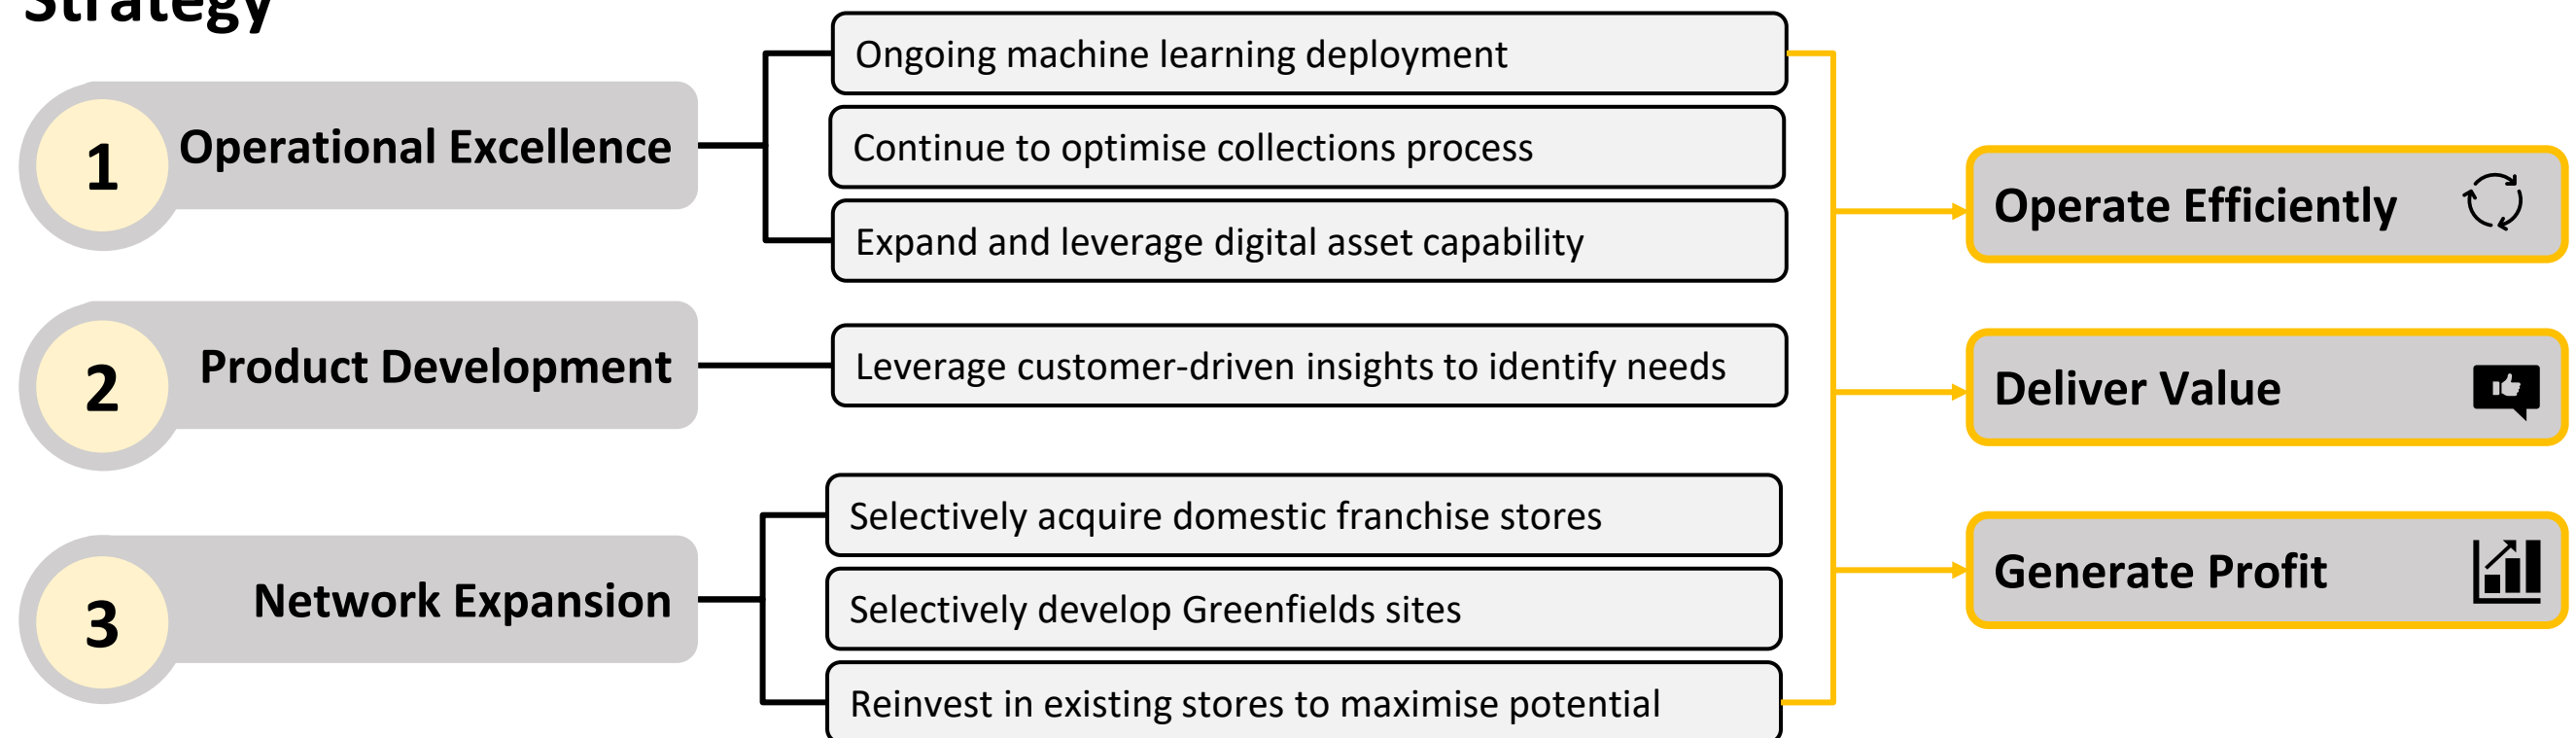 Strategy
1
Operational Excellence
Ongoing machine learning deployment
Continue to optimise collections process
Expand and leverage digital asset capability
2
Product Development
Leverage customer-driven insights to identify needs
3
Network Expansion
Selectively acquire domestic franchise stores
Selectively develop Greenfields sites
Reinvest in existing stores to maximise potential
Operate Efficiently
Deliver Value
Generate Profit